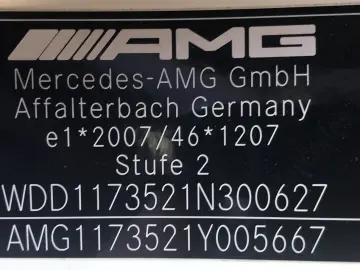 AMG
Mercedes-AMG GmbH
Affalterbach Germany
e1*2007/46*1207
Stufe 2
WDD1173521N300627
AMG1173521Y005667